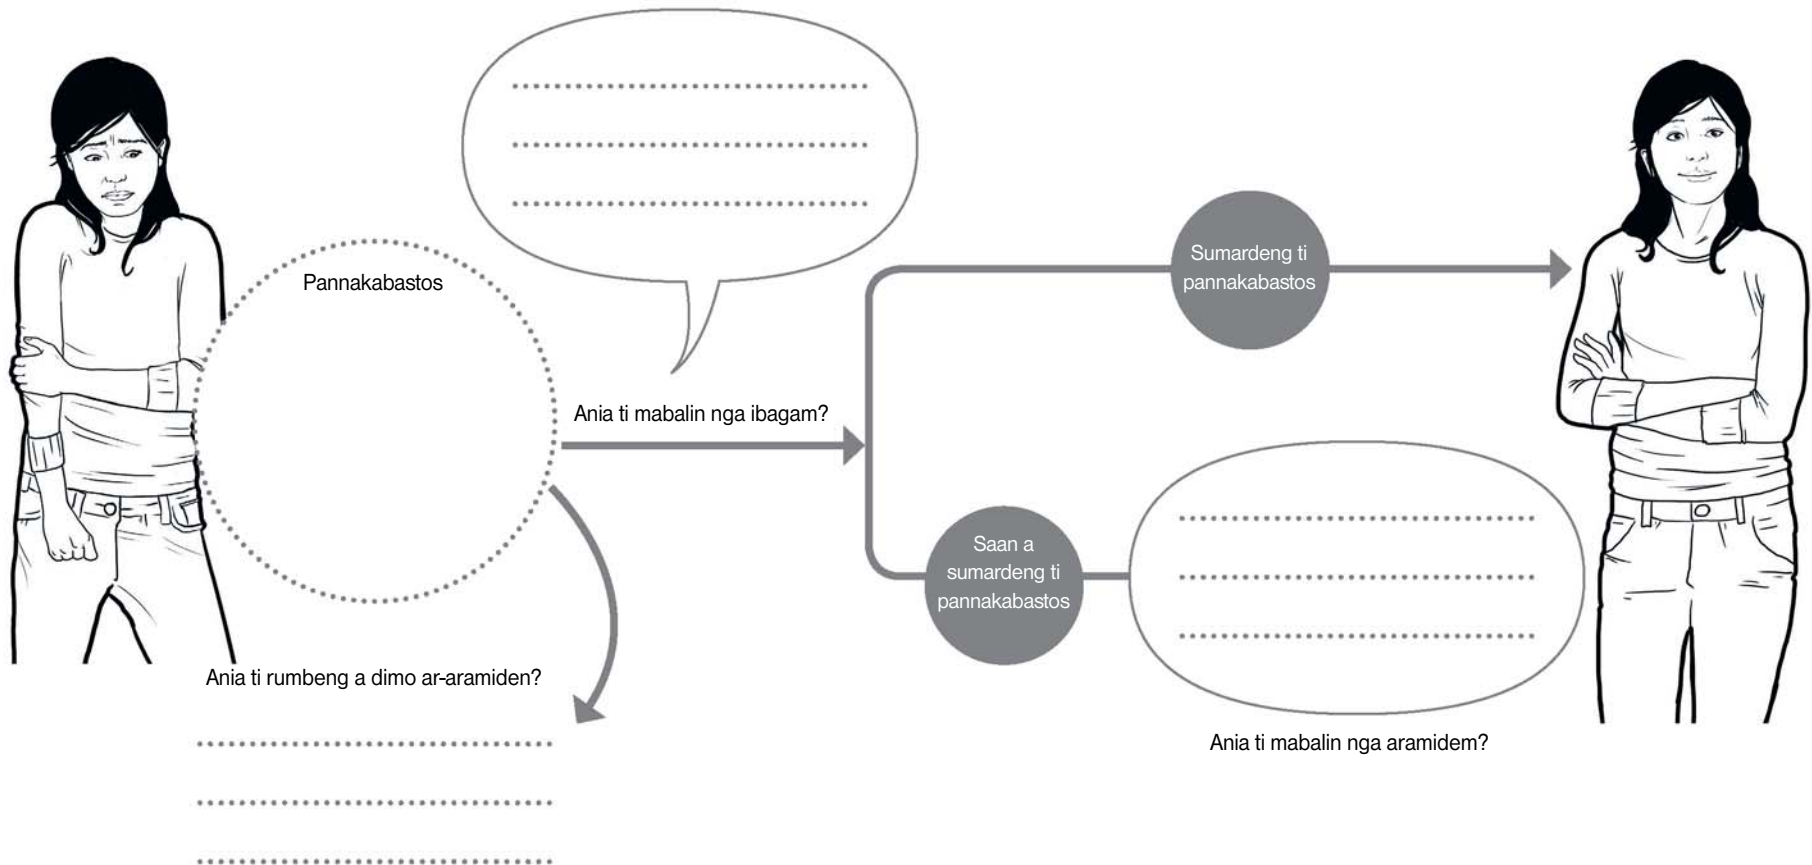 Pannakabastos
Ania ti mabalin nga ibagam?
Sumardeng ti
pannakabastos
Saan a
sumardeng ti
pannakabastos
Ania ti rumbeng a dimo ar-aramiden?
Ania ti mabalin nga aramidem?